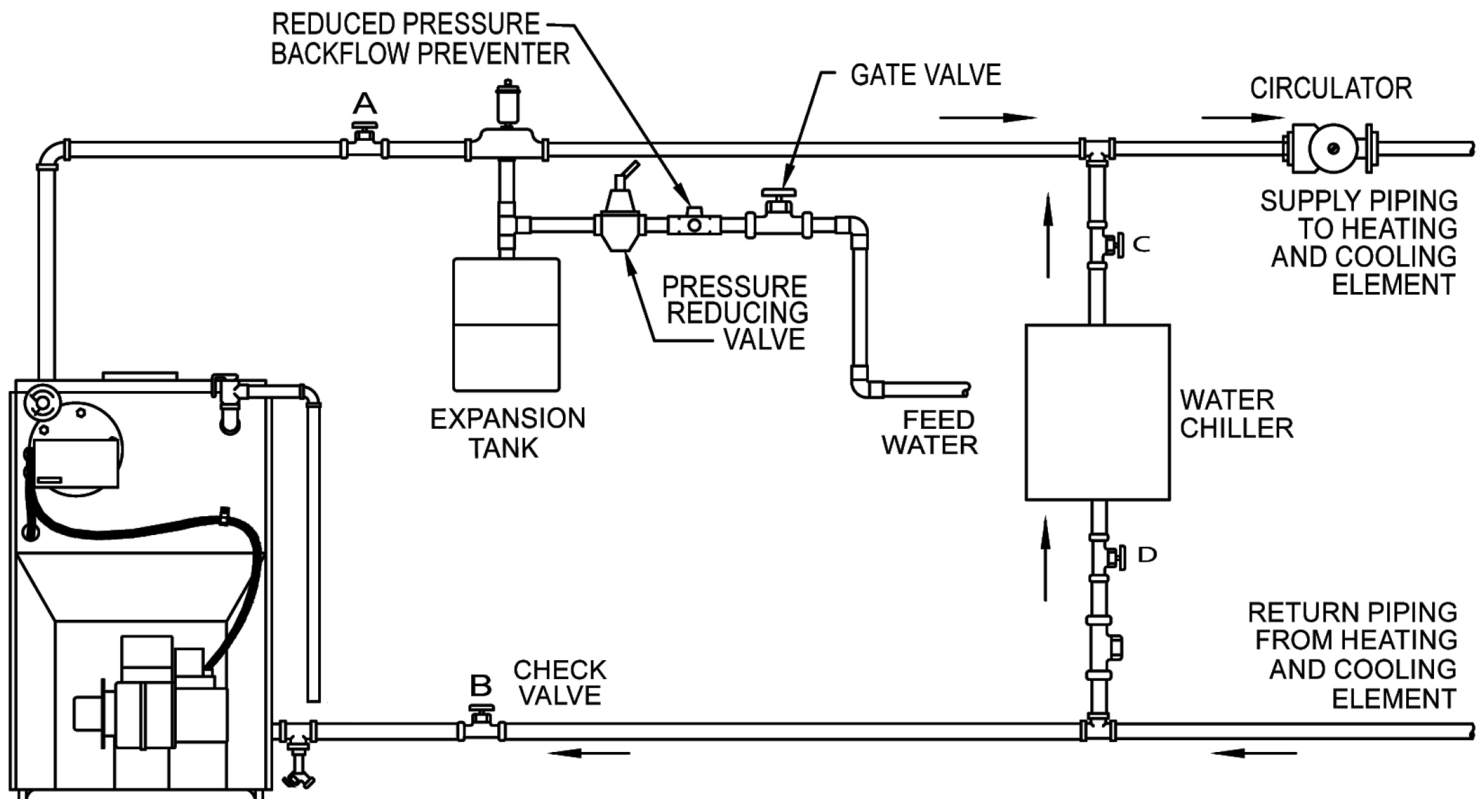 REDUCED PRESSURE
BACKFLOW PREVENTER
GATE VALVE
CIRCULATOR
A
SUPPLY PIPING
TO HEATING
AND COOLING
ELEMENT
C
PRESSURE
REDUCING
VALVE
EXPANSION
TANK
FEED
WATER
WATER
CHILLER
D
RETURN PIPING
FROM HEATING
AND COOLING
ELEMENT
B
CHECK
VALVE